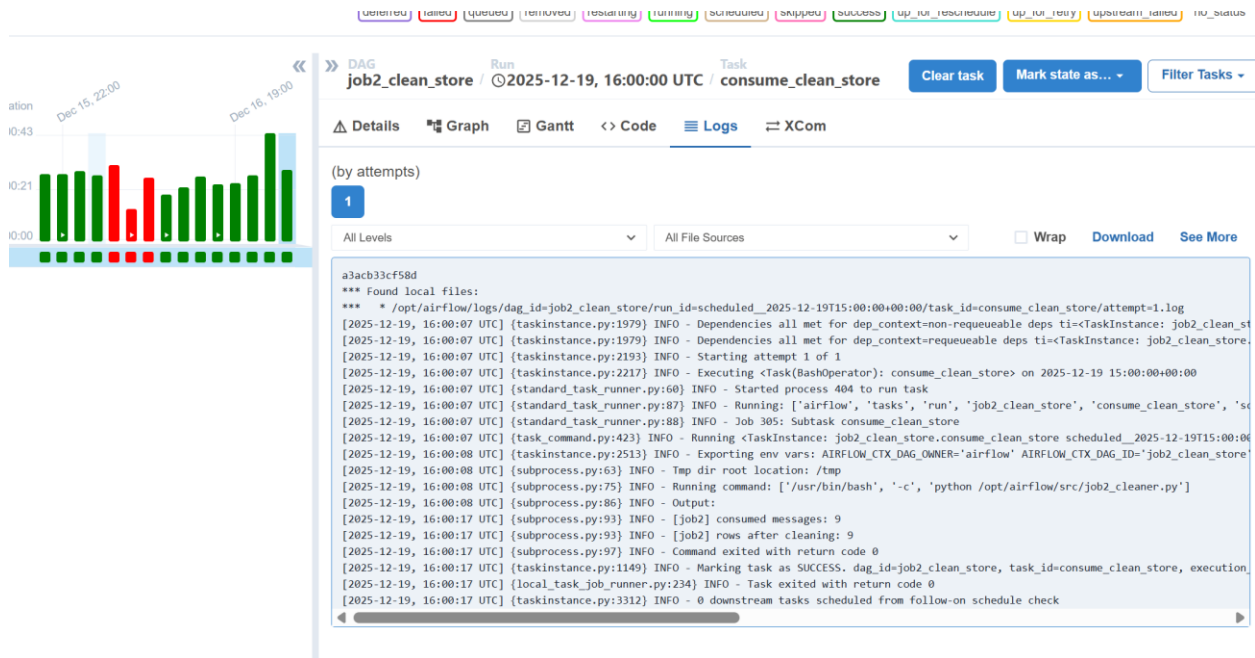 deferred failed queued removed restarting running scheduled skipped success up_for_reschedule up_for_retry upstream_failed no_status
DAG Run Task
job2_clean_store / 2025-12-19, 16:00:00 UTC / consume_clean_store
Clear task Mark state as... Filter Tasks
Details Graph Gantt <> Code Logs XCom
Dec 15, 22:00 Dec 16, 19:00
ation
0:43
0:21
0:00
(by attempts)
1
All Levels All File Sources Wrap Download See More
a3acb33cf58d
*** Found local files:
***   * /opt/airflow/logs/dag_id=job2_clean_store/run_id=scheduled__2025-12-19T15:00:00+00:00/task_id=consume_clean_store/attempt=1.log
[2025-12-19, 16:00:07 UTC] {taskinstance.py:1979} INFO - Dependencies all met for dep_context=non-requeueable deps ti=<TaskInstance: job2_clean_st
[2025-12-19, 16:00:07 UTC] {taskinstance.py:1979} INFO - Dependencies all met for dep_context=requeueable deps ti=<TaskInstance: job2_clean_store.
[2025-12-19, 16:00:07 UTC] {taskinstance.py:2193} INFO - Starting attempt 1 of 1
[2025-12-19, 16:00:07 UTC] {taskinstance.py:2217} INFO - Executing <Task(BashOperator): consume_clean_store> on 2025-12-19 15:00:00+00:00
[2025-12-19, 16:00:07 UTC] {standard_task_runner.py:60} INFO - Started process 404 to run task
[2025-12-19, 16:00:07 UTC] {standard_task_runner.py:87} INFO - Running: ['airflow', 'tasks', 'run', 'job2_clean_store', 'consume_clean_store', 'sc
[2025-12-19, 16:00:07 UTC] {standard_task_runner.py:88} INFO - Job 305: Subtask consume_clean_store
[2025-12-19, 16:00:07 UTC] {task_command.py:423} INFO - Running <TaskInstance: job2_clean_store.consume_clean_store scheduled__2025-12-19T15:00:00
[2025-12-19, 16:00:08 UTC] {taskinstance.py:2513} INFO - Exporting env vars: AIRFLOW_CTX_DAG_OWNER='airflow' AIRFLOW_CTX_DAG_ID='job2_clean_store'
[2025-12-19, 16:00:08 UTC] {subprocess.py:63} INFO - Tmp dir root location: /tmp
[2025-12-19, 16:00:08 UTC] {subprocess.py:75} INFO - Running command: ['/usr/bin/bash', '-c', 'python /opt/airflow/src/job2_cleaner.py']
[2025-12-19, 16:00:08 UTC] {subprocess.py:86} INFO - Output:
[2025-12-19, 16:00:17 UTC] {subprocess.py:93} INFO - [job2] consumed messages: 9
[2025-12-19, 16:00:17 UTC] {subprocess.py:93} INFO - [job2] rows after cleaning: 9
[2025-12-19, 16:00:17 UTC] {subprocess.py:97} INFO - Command exited with return code 0
[2025-12-19, 16:00:17 UTC] {taskinstance.py:1149} INFO - Marking task as SUCCESS. dag_id=job2_clean_store, task_id=consume_clean_store, execution_
[2025-12-19, 16:00:17 UTC] {local_task_job_runner.py:234} INFO - Task exited with return code 0
[2025-12-19, 16:00:17 UTC] {taskinstance.py:3312} INFO - 0 downstream tasks scheduled from follow-on schedule check